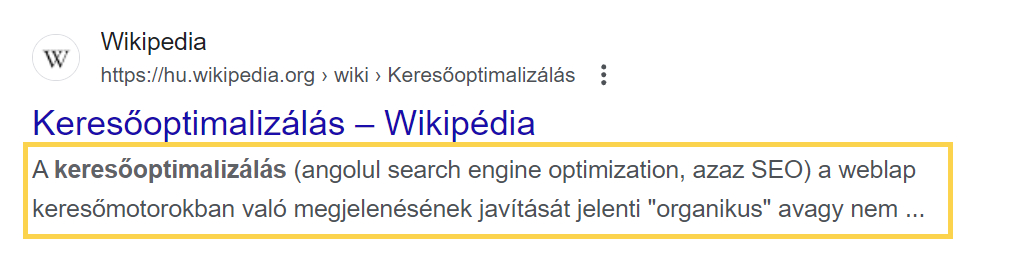 W
Wikipedia
https://hu.wikipedia.org › wiki › Keresőoptimalizálás
Keresőoptimalizálás – Wikipédia
A keresőoptimalizálás (angolul search engine optimization, azaz SEO) a weblap
keresőmotorokban való megjelenésének javítását jelenti "organikus" avagy nem ...